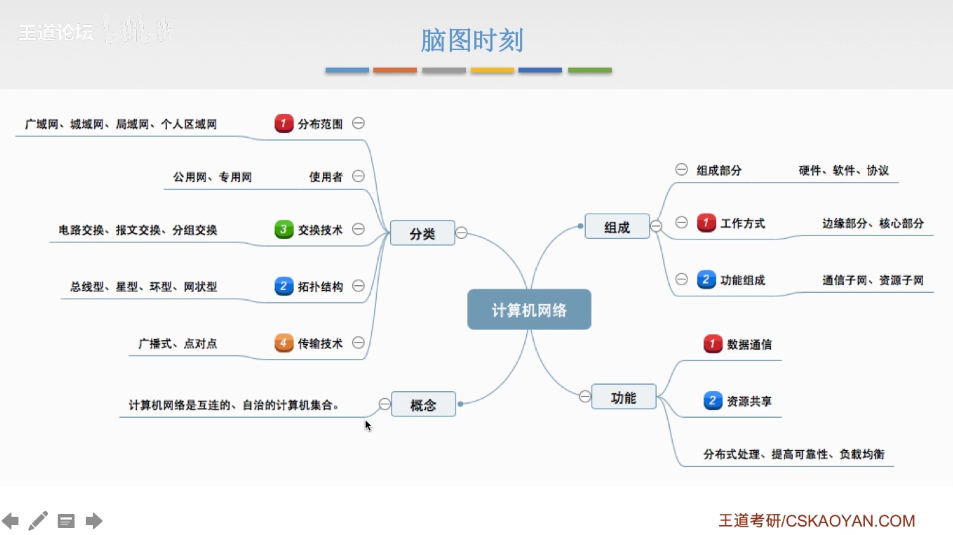 王道论坛
脑图时刻
广域网、城域网、局域网、个人区域网
1 分布范围
公用网、专用网
使用者
电路交换、报文交换、分组交换
3 交换技术
总线型、星型、环型、网状型
2 拓扑结构
广播式、点对点
4 传输技术
分类
计算机网络是互连的、自治的计算机集合。
概念
计算机网络
组成
组成部分
硬件、软件、协议
1 工作方式
边缘部分、核心部分
2 功能组成
通信子网、资源子网
功能
1 数据通信
2 资源共享
分布式处理、提高可靠性、负载均衡
王道考研/CSKAOYAN.COM